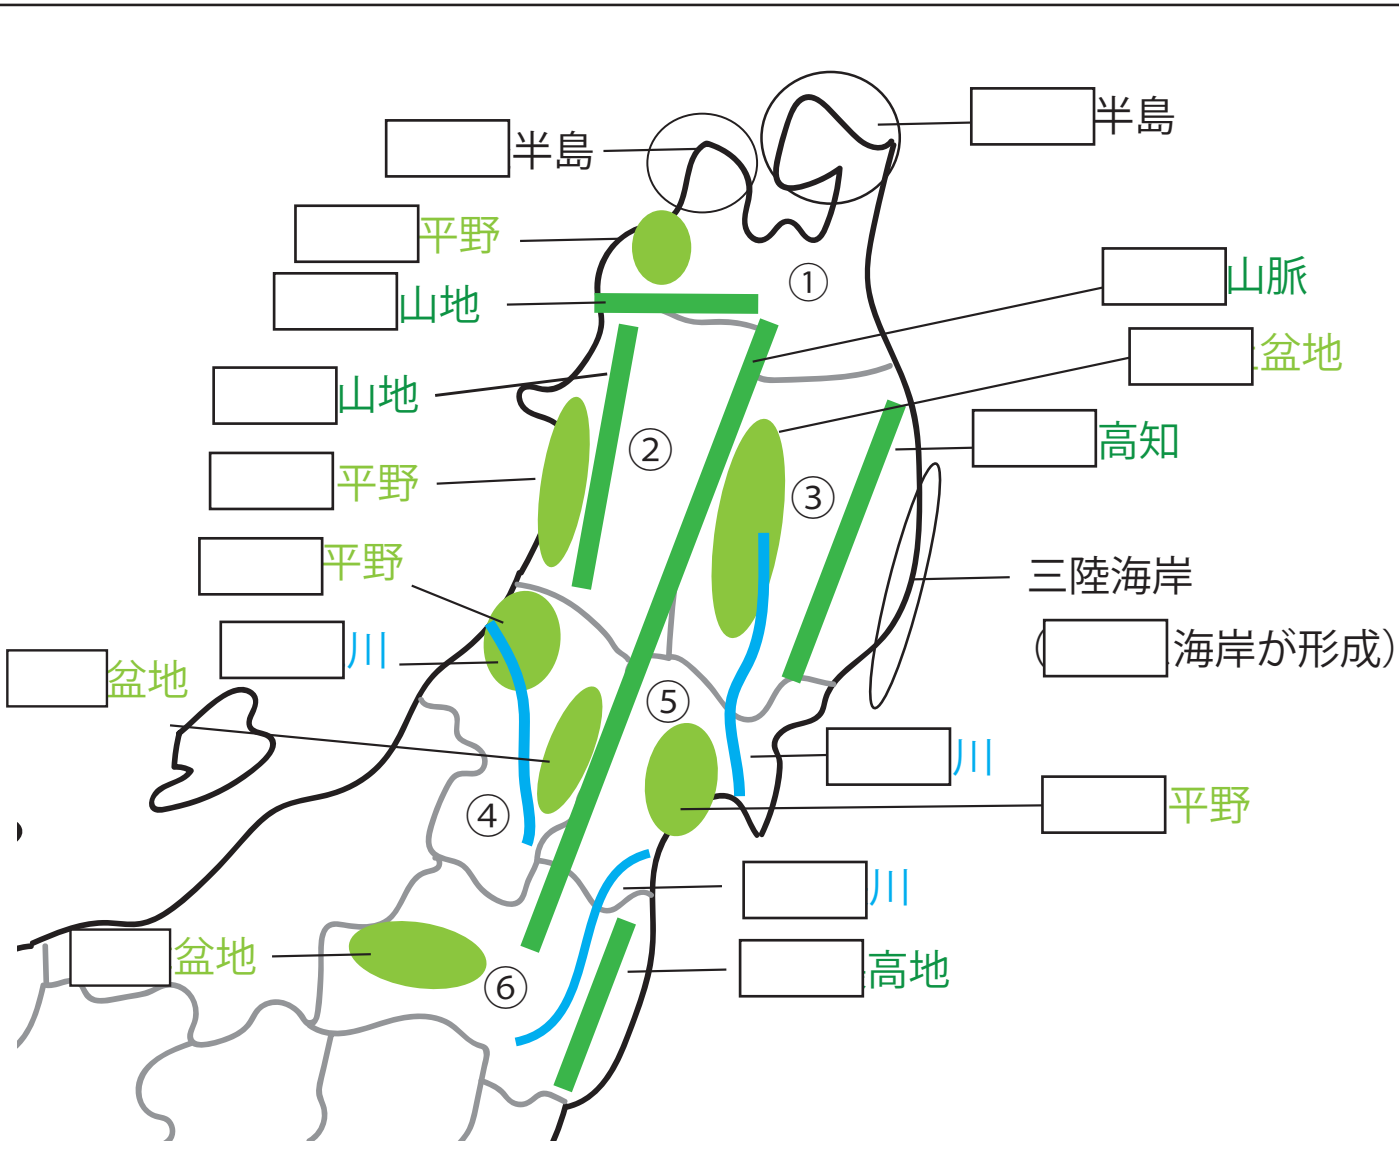 半島
半島
平野
山地
山脈
盆地
山地
高知
②
平野
③
平野
三陸海岸
川
(海岸が形成)
盆地
⑤
川
④
平野
川
盆地
高地
⑥
①